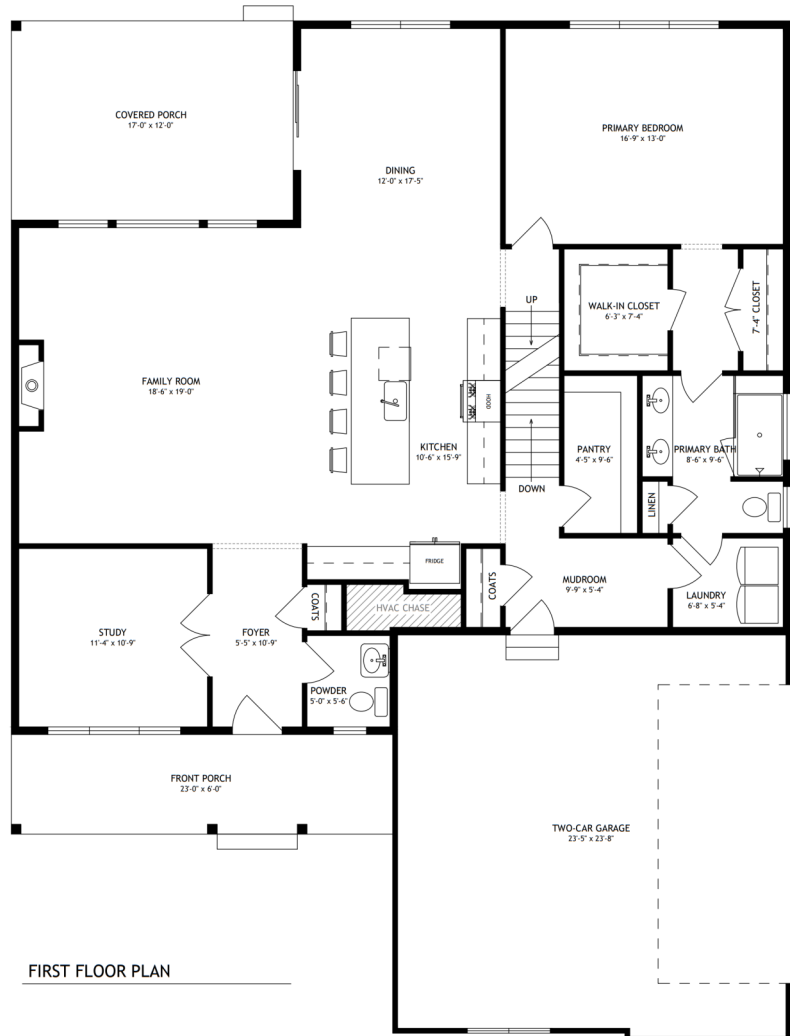 COVERED PORCH
17'-0" x 12'-0"
PRIMARY BEDROOM
16'-9" x 13'-0"
DINING
12'-0" x 17'-5"
UP
WALK-IN CLOSET
6'-3" x 7'-4"
7'-4" CLOSET
FAMILY ROOM
18'-6" x 19'-0"
HOOD
KITCHEN
10'-6" x 15'-9"
PANTRY
4'-5" x 9'-6"
PRIMARY BATH
8'-6" x 9'-6"
DOWN
LINEN
FRIDGE
STUDY
11'-4" x 10'-9"
FOYER
5'-5" x 10'-9"
COATS
HVAC CHASE
COATS
MUDROOM
9'-9" x 5'-4"
LAUNDRY
6'-8" x 5'-4"
POWDER
5'-0" x 5'-6"
FRONT PORCH
23'-0" x 6'-0"
TWO-CAR GARAGE
23'-5" x 23'-8"
FIRST FLOOR PLAN